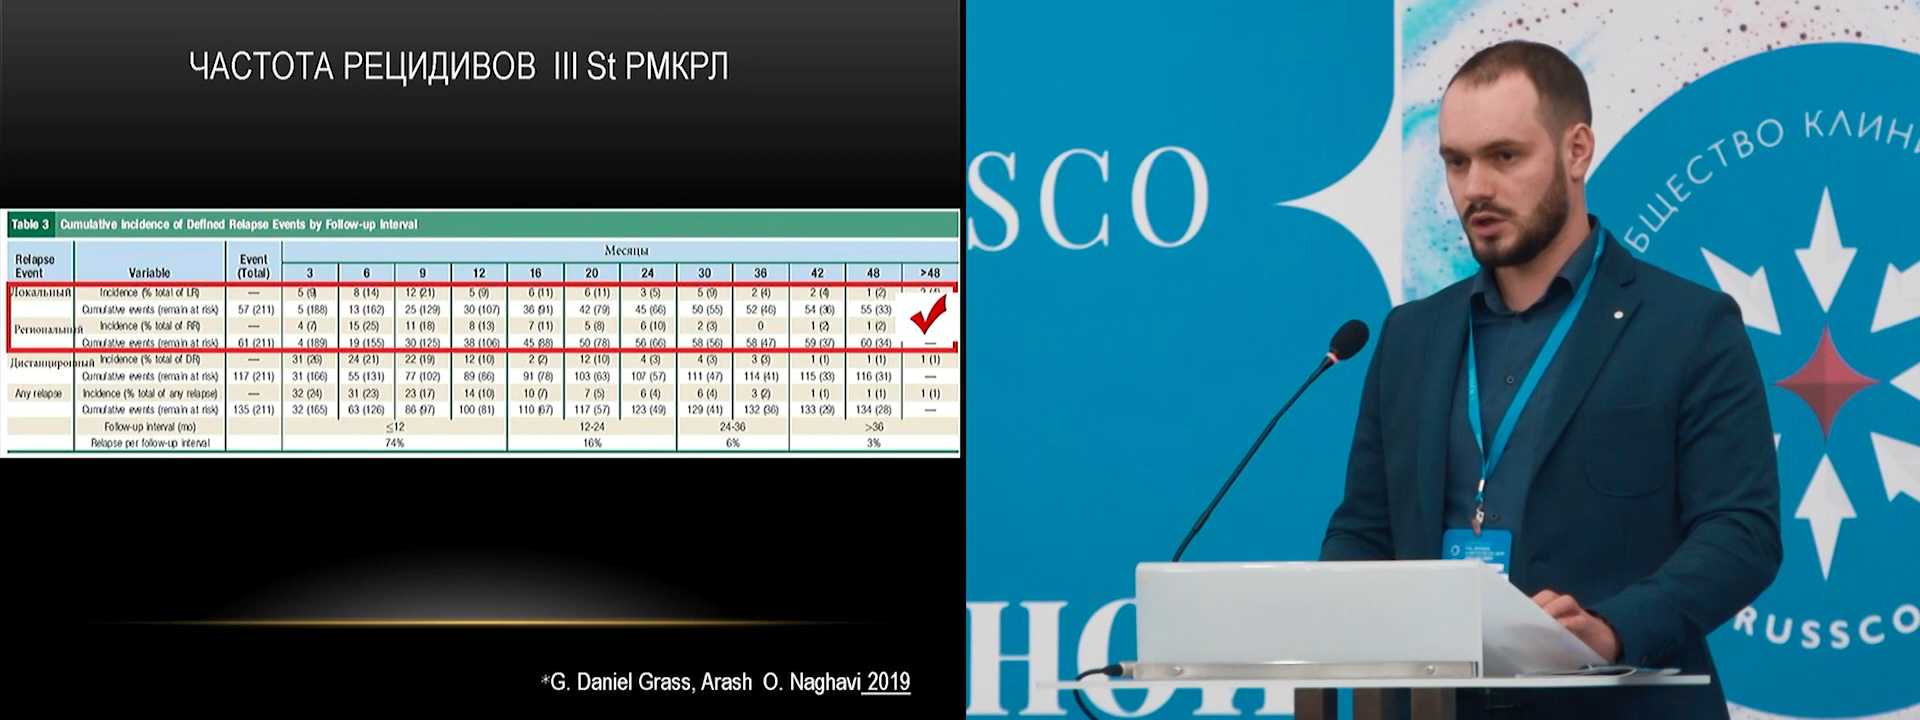 ЧАСТОТА РЕЦИДИВОВ III St РМКРЛ
Table 3 Cumulative Incidence of Defined Relapse Events by Follow-up Interval
Relapse Event Variable Event (Total) Месяцы
3 6 9 12 16 20 24 30 36 42 48 >48
Локальный Incidence (% total of LR) — 5 (9) 8 (14) 12 (21) 5 (9) 6 (11) 6 (11) 3 (5) 5 (9) 2 (4) 2 (4) 1 (2)
Cumulative events (remain at risk) 57 (211) 5 (188) 13 (162) 25 (129) 30 (107) 36 (91) 42 (79) 45 (66) 50 (55) 52 (46) 54 (36) 55 (33)
Региональный Incidence (% total of RR) — 4 (7) 15 (25) 11 (18) 8 (13) 7 (11) 5 (8) 6 (10) 2 (3) 0 1 (2) 1 (2)
Cumulative events (remain at risk) 61 (211) 4 (189) 19 (155) 30 (125) 38 (106) 45 (88) 50 (78) 56 (66) 58 (56) 58 (47) 59 (37) 60 (34) —
Дистанцировный Incidence (% total of DR) — 31 (26) 24 (21) 22 (19) 12 (10) 2 (2) 12 (10) 4 (3) 4 (3) 3 (3) 1 (1) 1 (1) 1 (1)
Cumulative events (remain at risk) 117 (211) 31 (166) 55 (131) 77 (102) 89 (86) 91 (78) 103 (63) 107 (57) 111 (47) 114 (41) 115 (33) 116 (31) —
Any relapse Incidence (% total of any relapse) — 32 (24) 31 (23) 23 (17) 14 (10) 10 (7) 7 (5) 6 (4) 6 (4) 3 (2) 1 (1) 1 (1) 1 (1)
Cumulative events (remain at risk) 135 (211) 32 (165) 63 (126) 86 (97) 100 (81) 110 (67) 117 (57) 123 (49) 129 (41) 132 (36) 133 (29) 134 (28) —
Follow-up interval (mo) ≤12 12-24 24-36 >36
Relapse per follow-up interval 74% 16% 6% 3%
*G. Daniel Grass, Arash O. Naghavi 2019
SCO
НОЙ
БЩЕСТВО КЛИНИ
RUSSCO